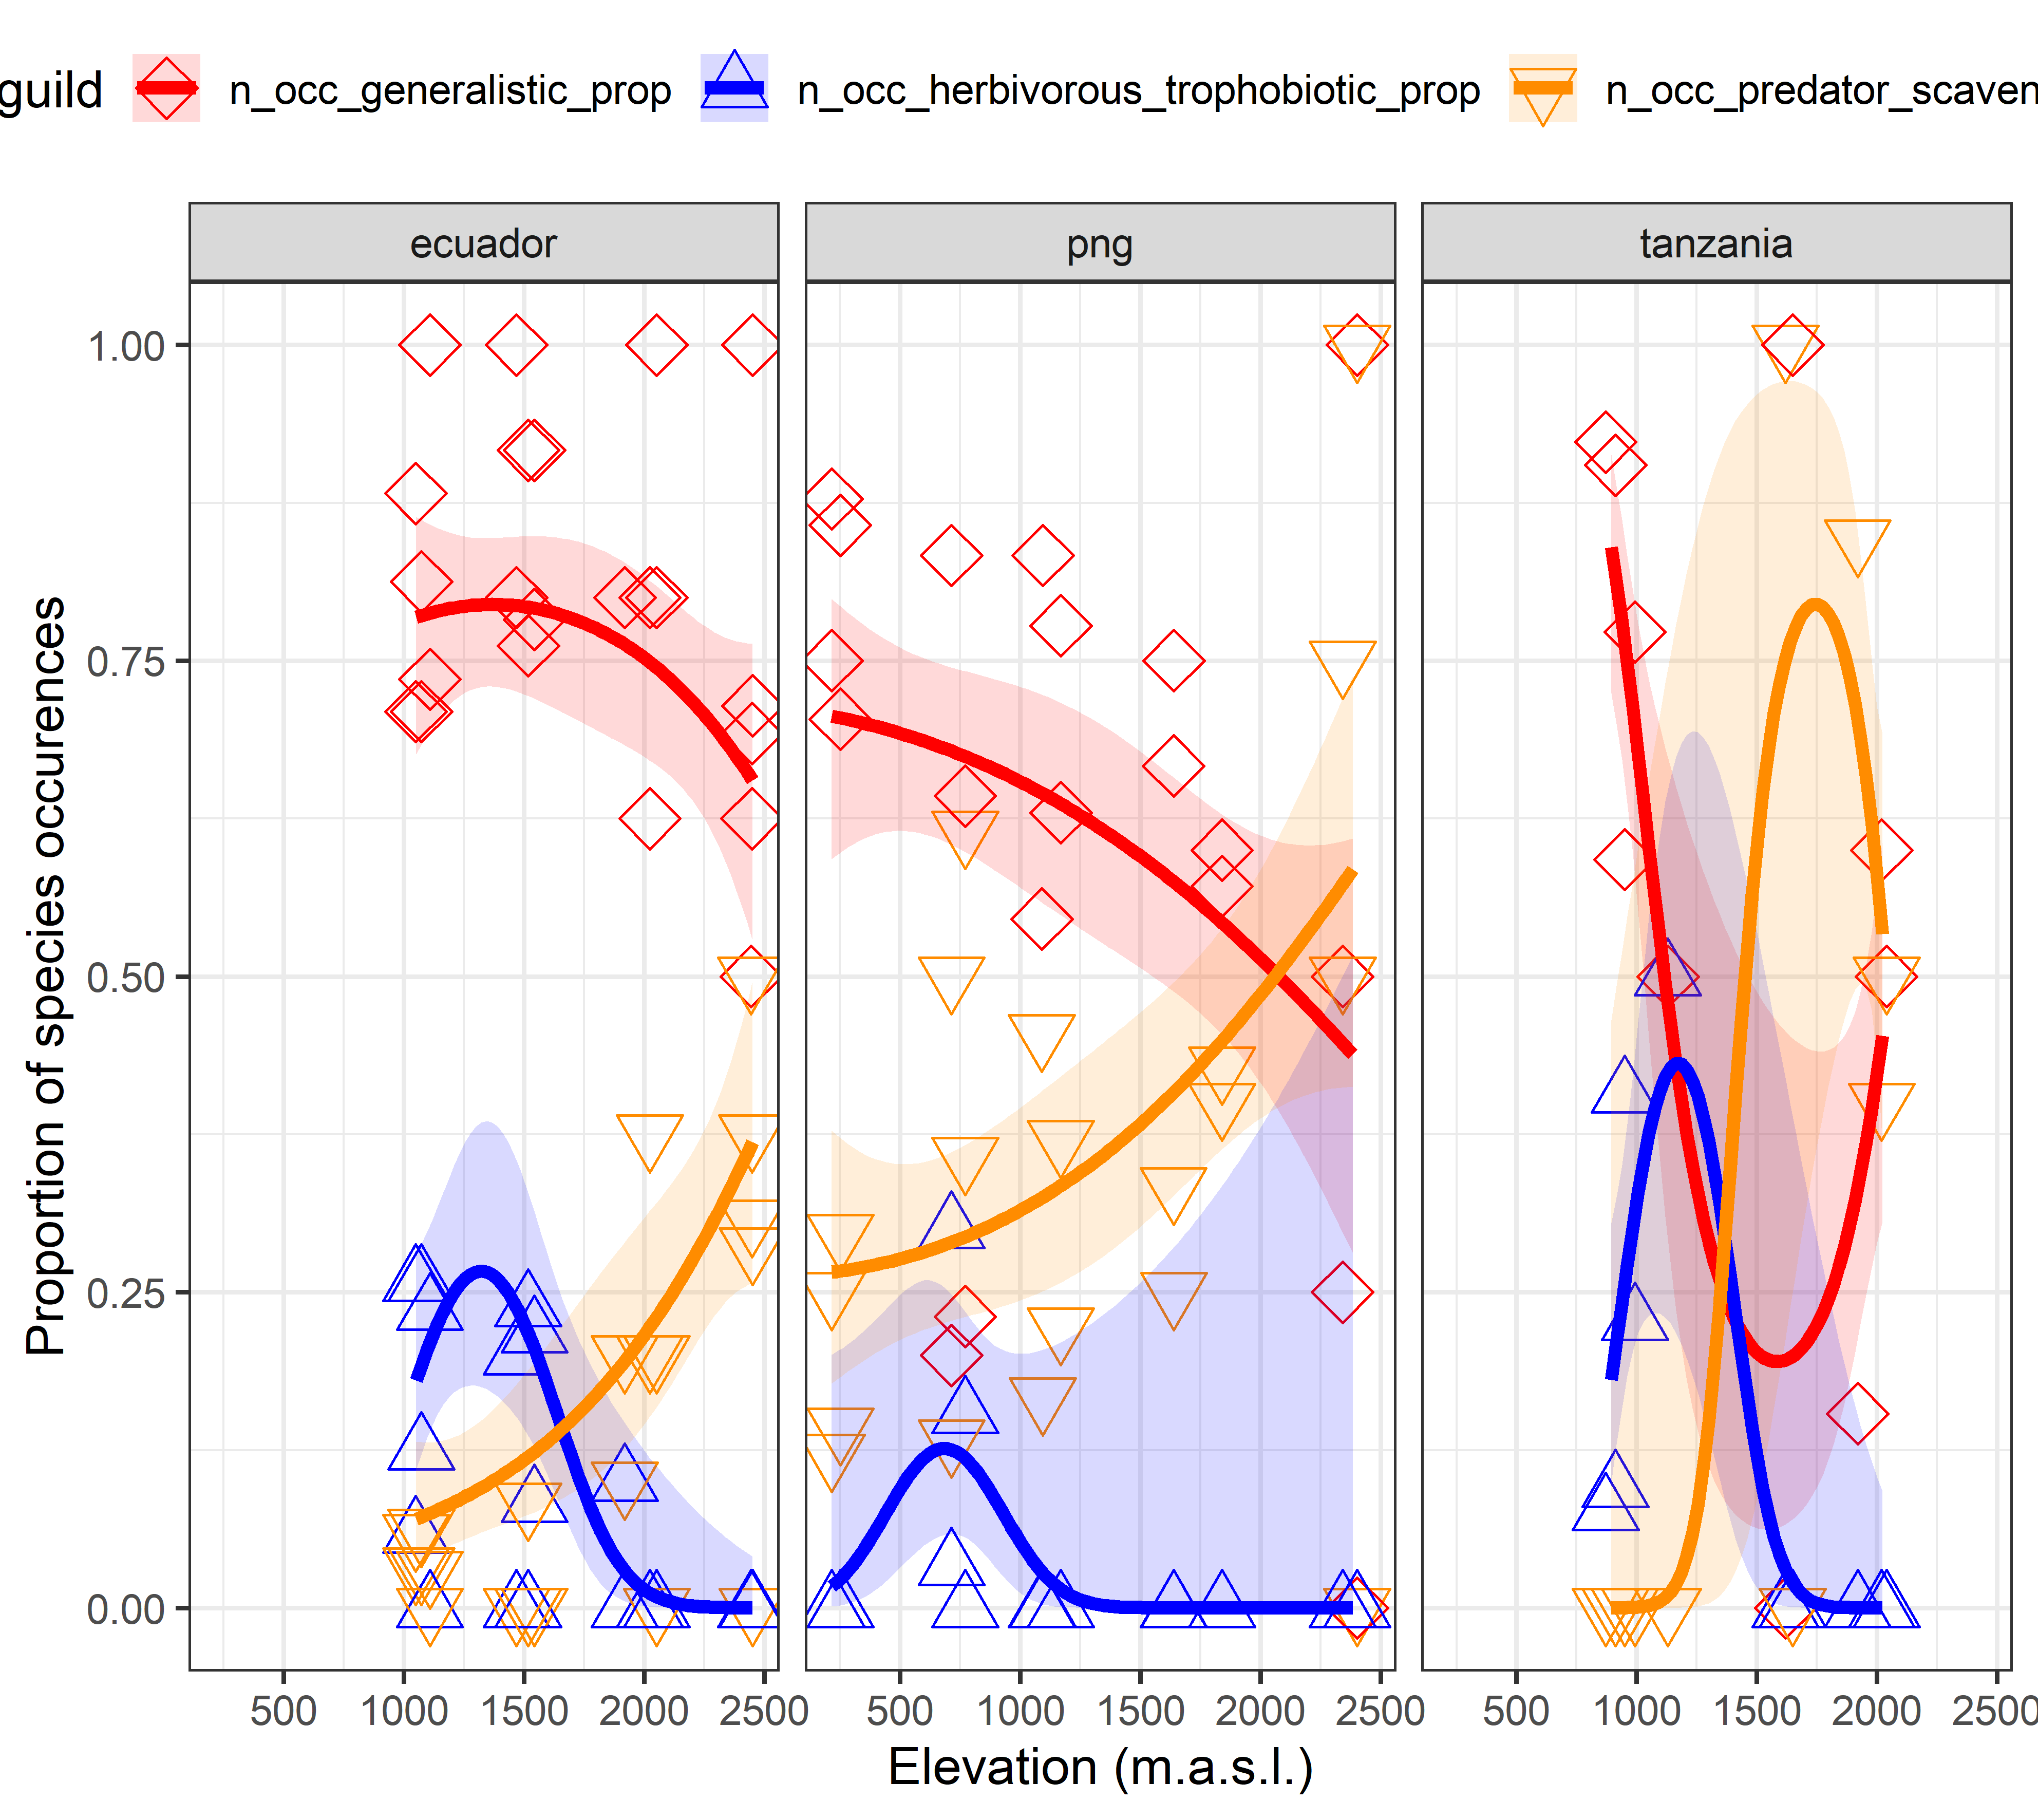 guild n_occ_generalistic_prop n_occ_herbivorous_trophobiotic_prop n_occ_predator_scaven
ecuador png tanzania
Proportion of species occurences
1.00
0.75
0.50
0.25
0.00
500 1000 1500 2000 2500 500 1000 1500 2000 2500 500 1000 1500 2000 2500
Elevation (m.a.s.l.)